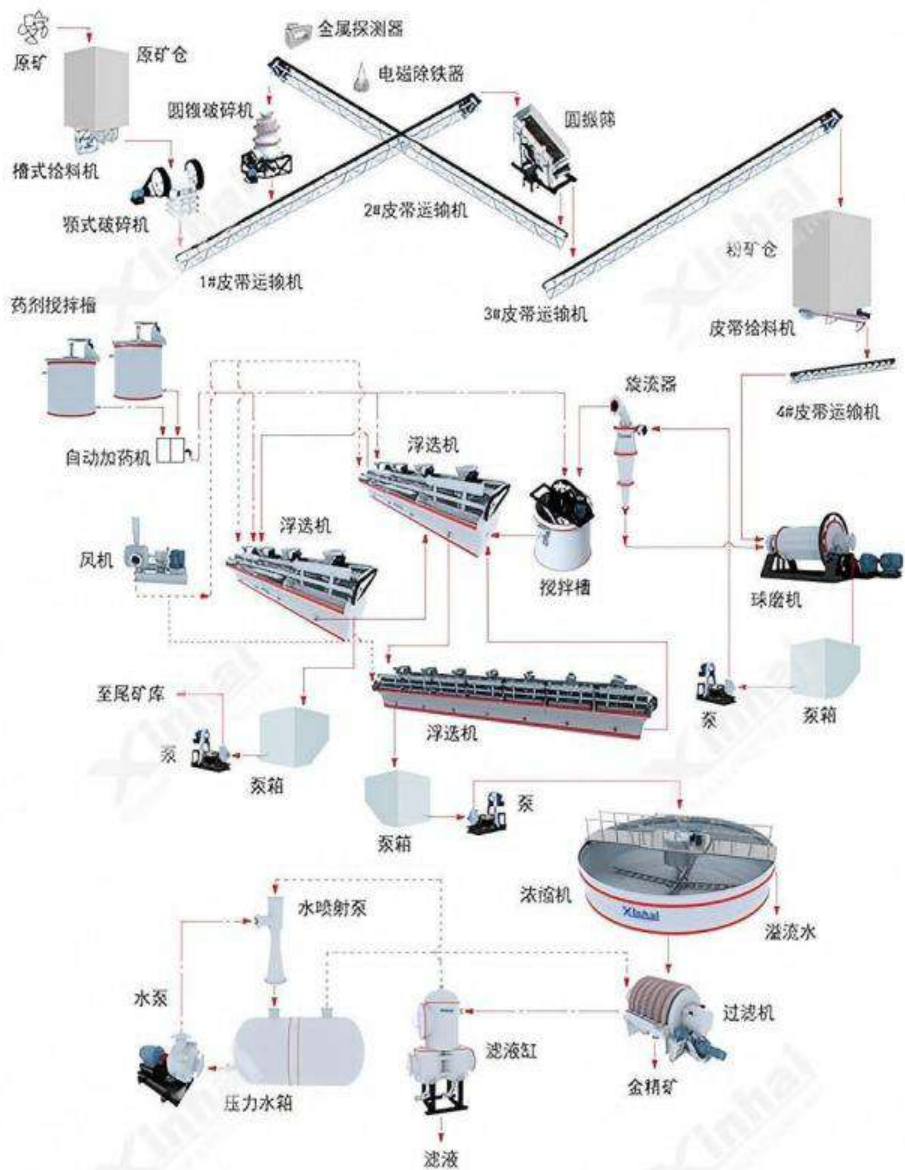 金属探测器
原矿
原矿仓
电磁除铁器
圆锥破碎机
圆振筛
槽式给料机
颚式破碎机
2#皮带运输机
粉矿仓
1#皮带运输机
3#皮带运输机
药剂搅拌槽
皮带给料机
旋流器
4#皮带运输机
浮选机
自动加药机
浮选机
风机
搅拌槽
球磨机
至尾矿库
泵
泵箱
浮选机
泵
泵箱
泵
泵箱
浓缩机
Xinhai
溢流水
水喷射泵
水泵
过滤机
滤液缸
压力水箱
金精矿
滤液
Xinhai
Xinhai
Xinhai
Xinhai
Xinhai
Xinhai